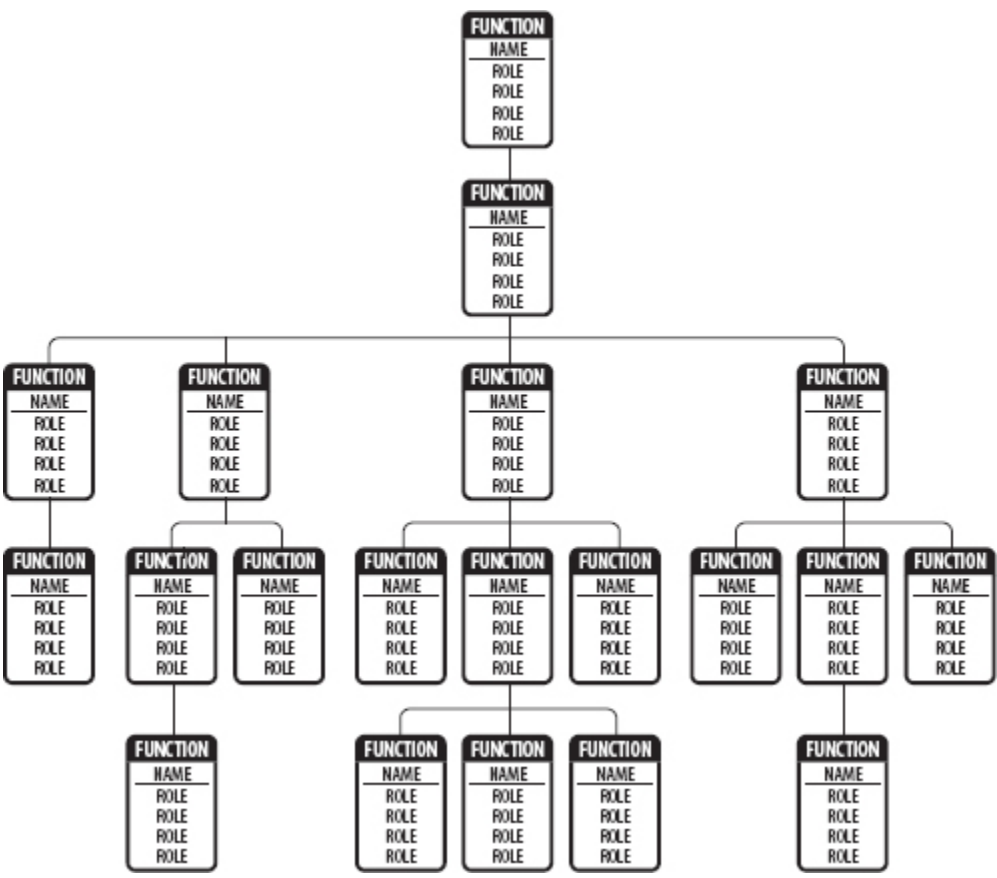 FUNCTION
NAME
ROLE
ROLE
ROLE
ROLE
FUNCTION
NAME
ROLE
ROLE
ROLE
ROLE
FUNCTION FUNCTION FUNCTION FUNCTION
NAME NAME NAME NAME
ROLE ROLE ROLE ROLE
ROLE ROLE ROLE ROLE
ROLE ROLE ROLE ROLE
ROLE ROLE ROLE ROLE
FUNCTION FUNCTION FUNCTION FUNCTION FUNCTION FUNCTION FUNCTION FUNCTION FUNCTION
NAME NAME NAME NAME NAME NAME NAME NAME NAME
ROLE ROLE ROLE ROLE ROLE ROLE ROLE ROLE ROLE
ROLE ROLE ROLE ROLE ROLE ROLE ROLE ROLE ROLE
ROLE ROLE ROLE ROLE ROLE ROLE ROLE ROLE ROLE
ROLE ROLE ROLE ROLE ROLE ROLE ROLE ROLE ROLE
FUNCTION FUNCTION FUNCTION FUNCTION FUNCTION
NAME NAME NAME NAME NAME
ROLE ROLE ROLE ROLE ROLE
ROLE ROLE ROLE ROLE ROLE
ROLE ROLE ROLE ROLE ROLE
ROLE ROLE ROLE ROLE ROLE